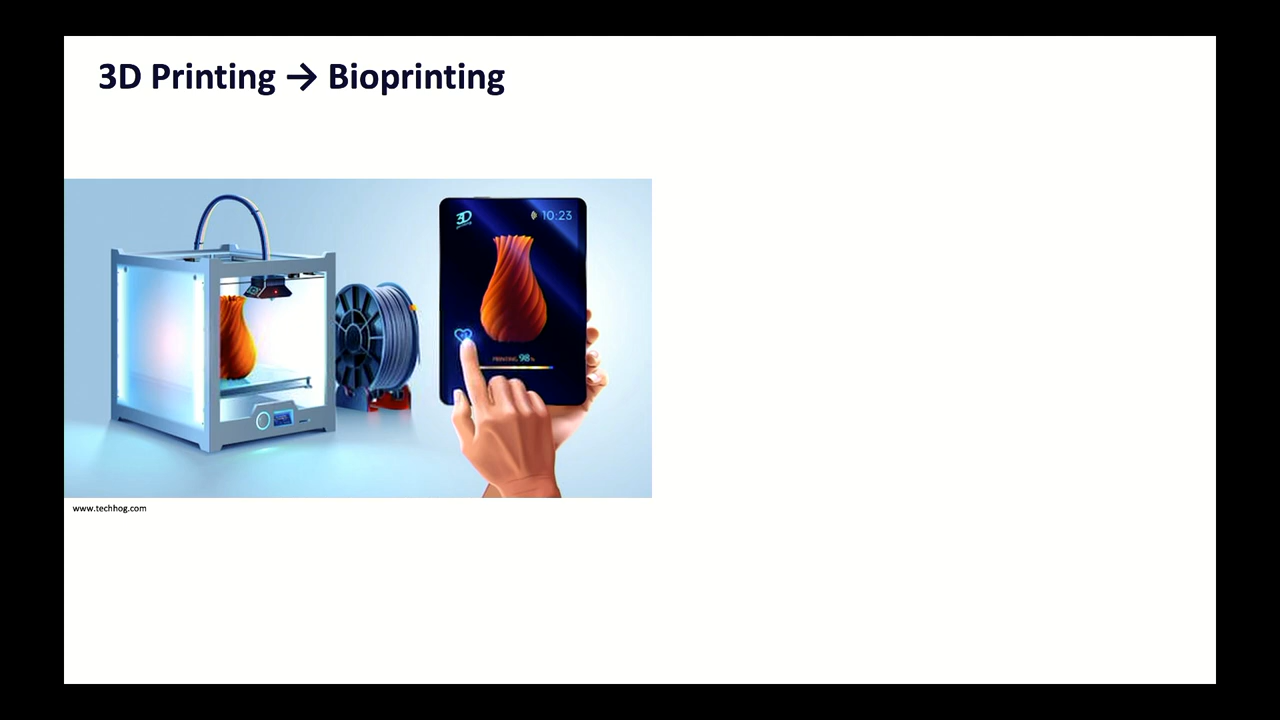 3D Printing → Bioprinting
3D
10:23
PRINTING 98 %
www.techhog.com